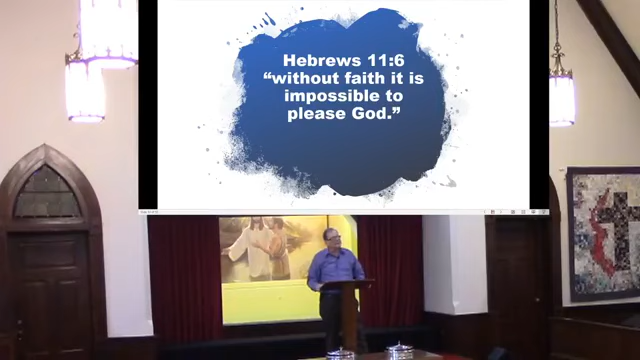 Hebrews 11:6
“without faith it is
impossible to
please God.”